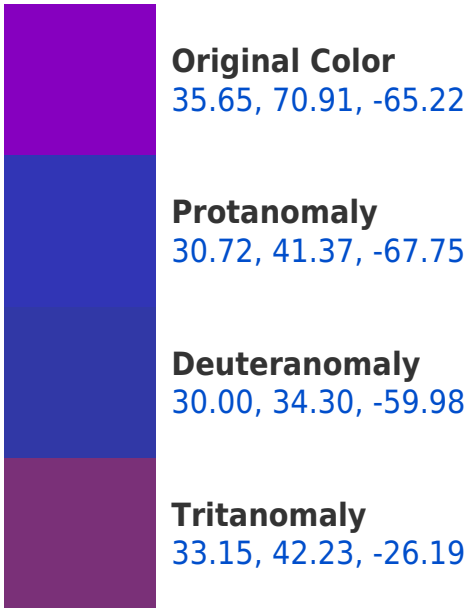 Original Color
35.65, 70.91, -65.22
Protanomaly
30.72, 41.37, -67.75
Deuteranomaly
30.00, 34.30, -59.98
Tritanomaly
33.15, 42.23, -26.19